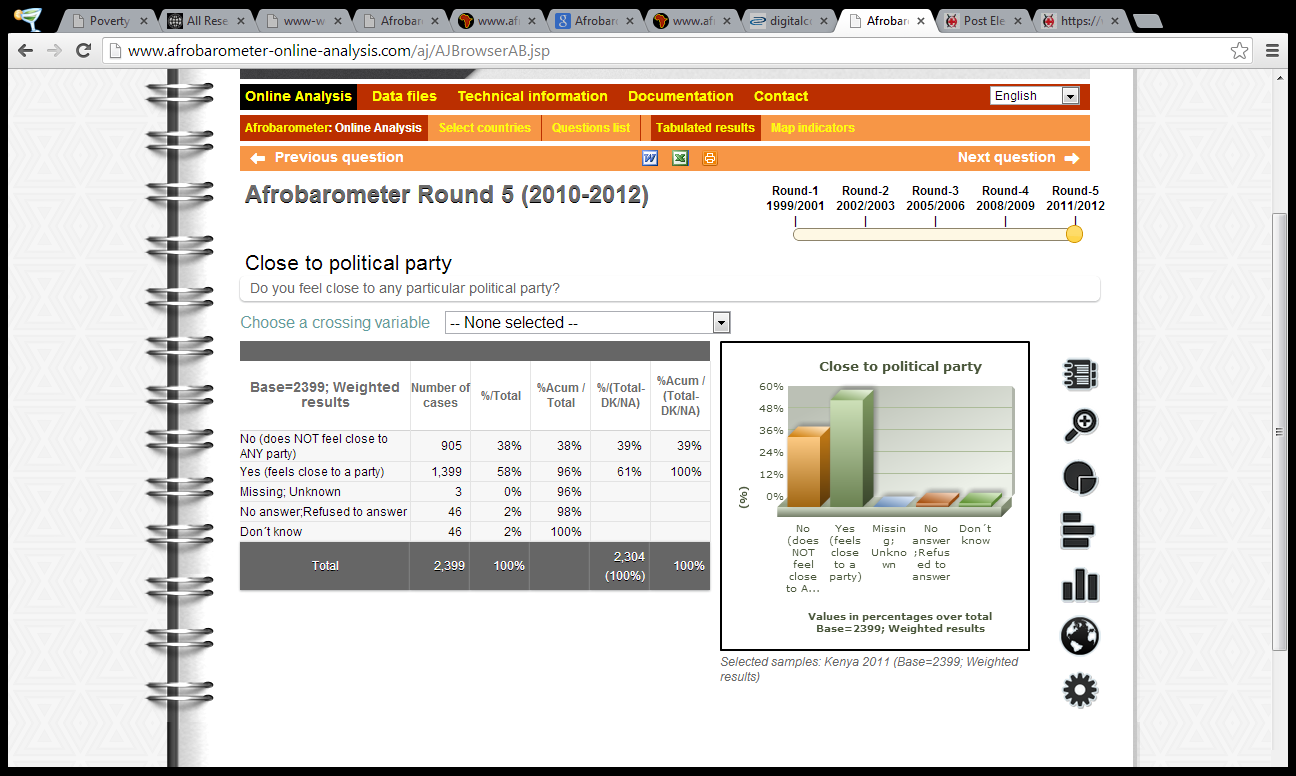 Poverty
All Rese
www-w
Afrobar
www.afr
Afrobar
www.afr
digitalc
Afrobar
Post Ele
https://
www.afrobarometer-online-analysis.com/aj/AJBrowserAB.jsp
Online Analysis Data files Technical information Documentation Contact English
Afrobarometer: Online Analysis Select countries Questions list Tabulated results Map indicators
Previous question Next question
Afrobarometer Round 5 (2010-2012)
Round-1 Round-2 Round-3 Round-4 Round-5
1999/2001 2002/2003 2005/2006 2008/2009 2011/2012
Close to political party
Do you feel close to any particular political party?
Choose a crossing variable -- None selected --
Base=2399; Weighted results Number of cases %/Total %Acum / Total %/(Total-DK/NA) %Acum / (Total-DK/NA)
No (does NOT feel close to ANY party) 905 38% 38% 39% 39%
Yes (feels close to a party) 1,399 58% 96% 61% 100%
Missing; Unknown 3 0% 96%
No answer;Refused to answer 46 2% 98%
Don´t know 46 2% 100%
Total 2,399 100% 2,304 (100%) 100%
Close to political party
60%
48%
36%
24%
12%
0%
(%)
No (does NOT feel close to A...
Yes (feels close to a party)
Missing; Unknown
No answer ;Refused to answer
Don´t know
Values in percentages over total
Base=2399; Weighted results
Selected samples: Kenya 2011 (Base=2399; Weighted
results)